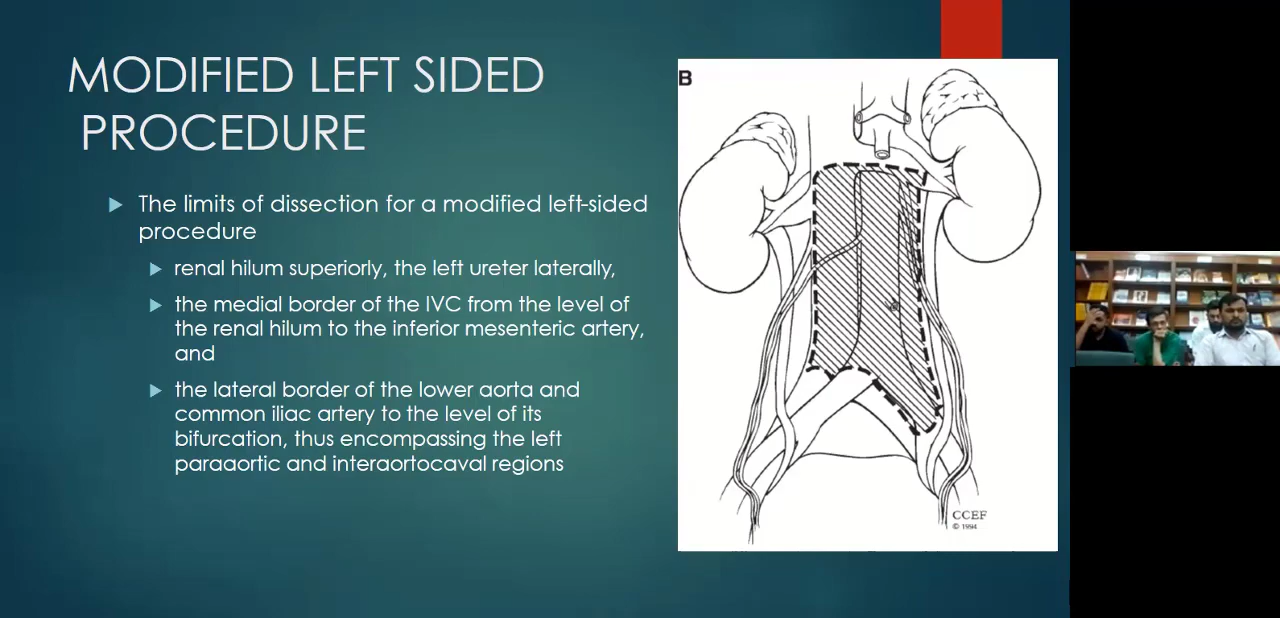 MODIFIED LEFT SIDED
PROCEDURE
The limits of dissection for a modified left-sided
procedure
renal hilum superiorly, the left ureter laterally,
the medial border of the IVC from the level of
the renal hilum to the inferior mesenteric artery,
and
the lateral border of the lower aorta and
common iliac artery to the level of its
bifurcation, thus encompassing the left
paraaortic and interaortocaval regions
B
CCEF
© 1994